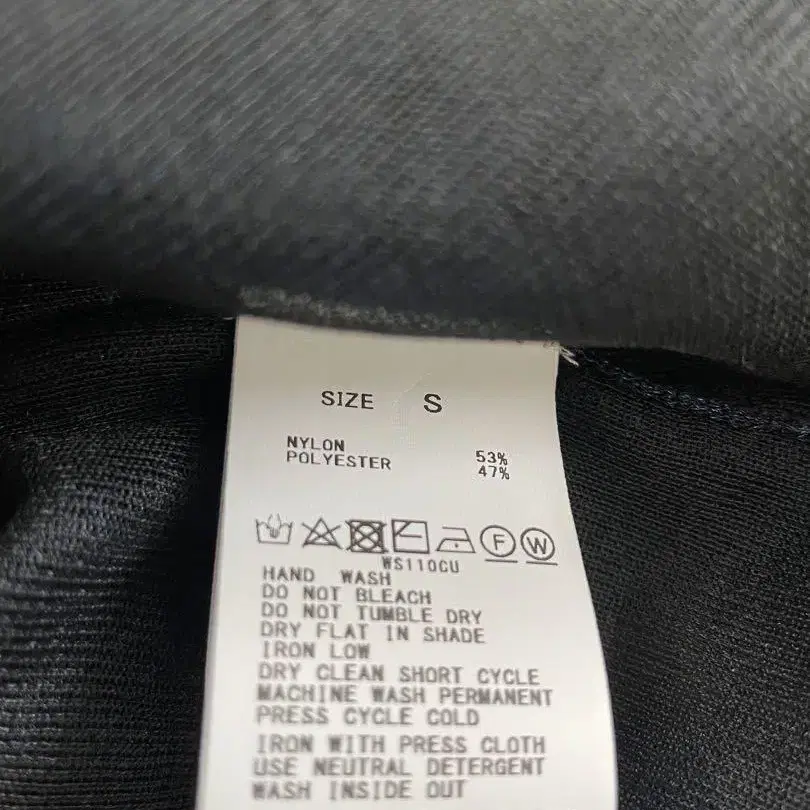 SIZE S
NYLON 53%
POLYESTER 47%
F W
WS110CU
HAND WASH
DO NOT BLEACH
DO NOT TUMBLE DRY
DRY FLAT IN SHADE
IRON LOW
DRY CLEAN SHORT CYCLE
MACHINE WASH PERMANENT
PRESS CYCLE COLD
IRON WITH PRESS CLOTH
USE NEUTRAL DETERGENT
WASH INSIDE OUT